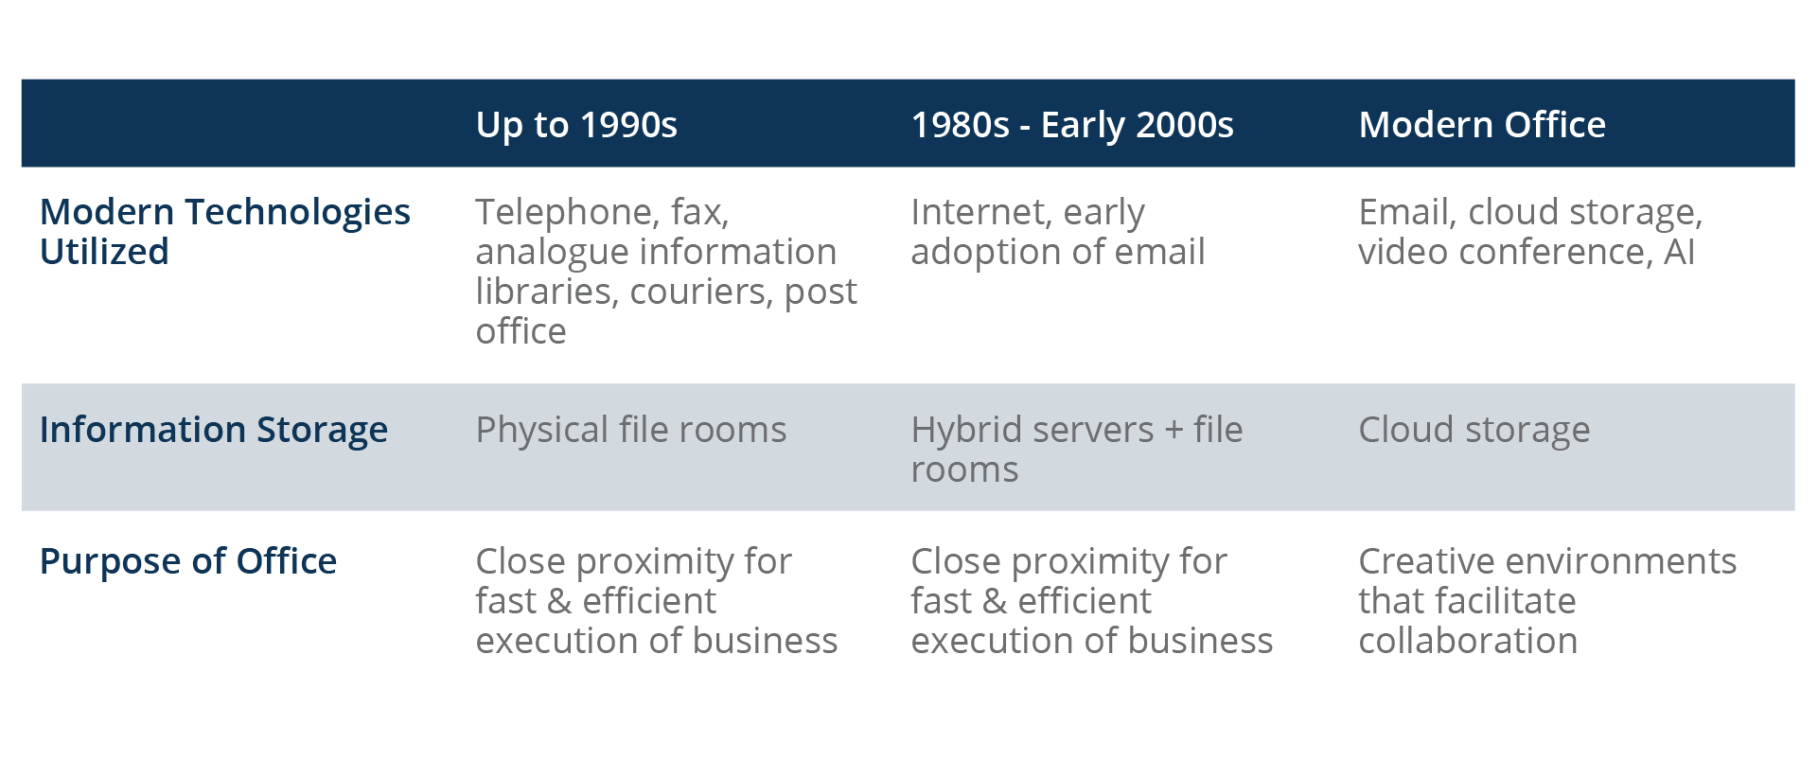 Up to 1990s
1980s - Early 2000s
Modern Office
Modern Technologies
Utilized
Telephone, fax,
analogue information
libraries, couriers, post
office
Internet, early
adoption of email
Email, cloud storage,
video conference, AI
Information Storage
Physical file rooms
Hybrid servers + file
rooms
Cloud storage
Purpose of Office
Close proximity for
fast & efficient
execution of business
Close proximity for
fast & efficient
execution of business
Creative environments
that facilitate
collaboration